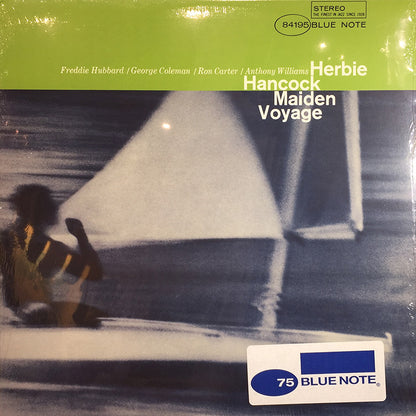 STEREO
THE FINEST IN JAZZ SINCE 1939
84195 BLUE NOTE
Freddie Hubbard / George Coleman / Ron Carter / Anthony Williams Herbie
Hancock
Maiden
Voyage
75 BLUE NOTE